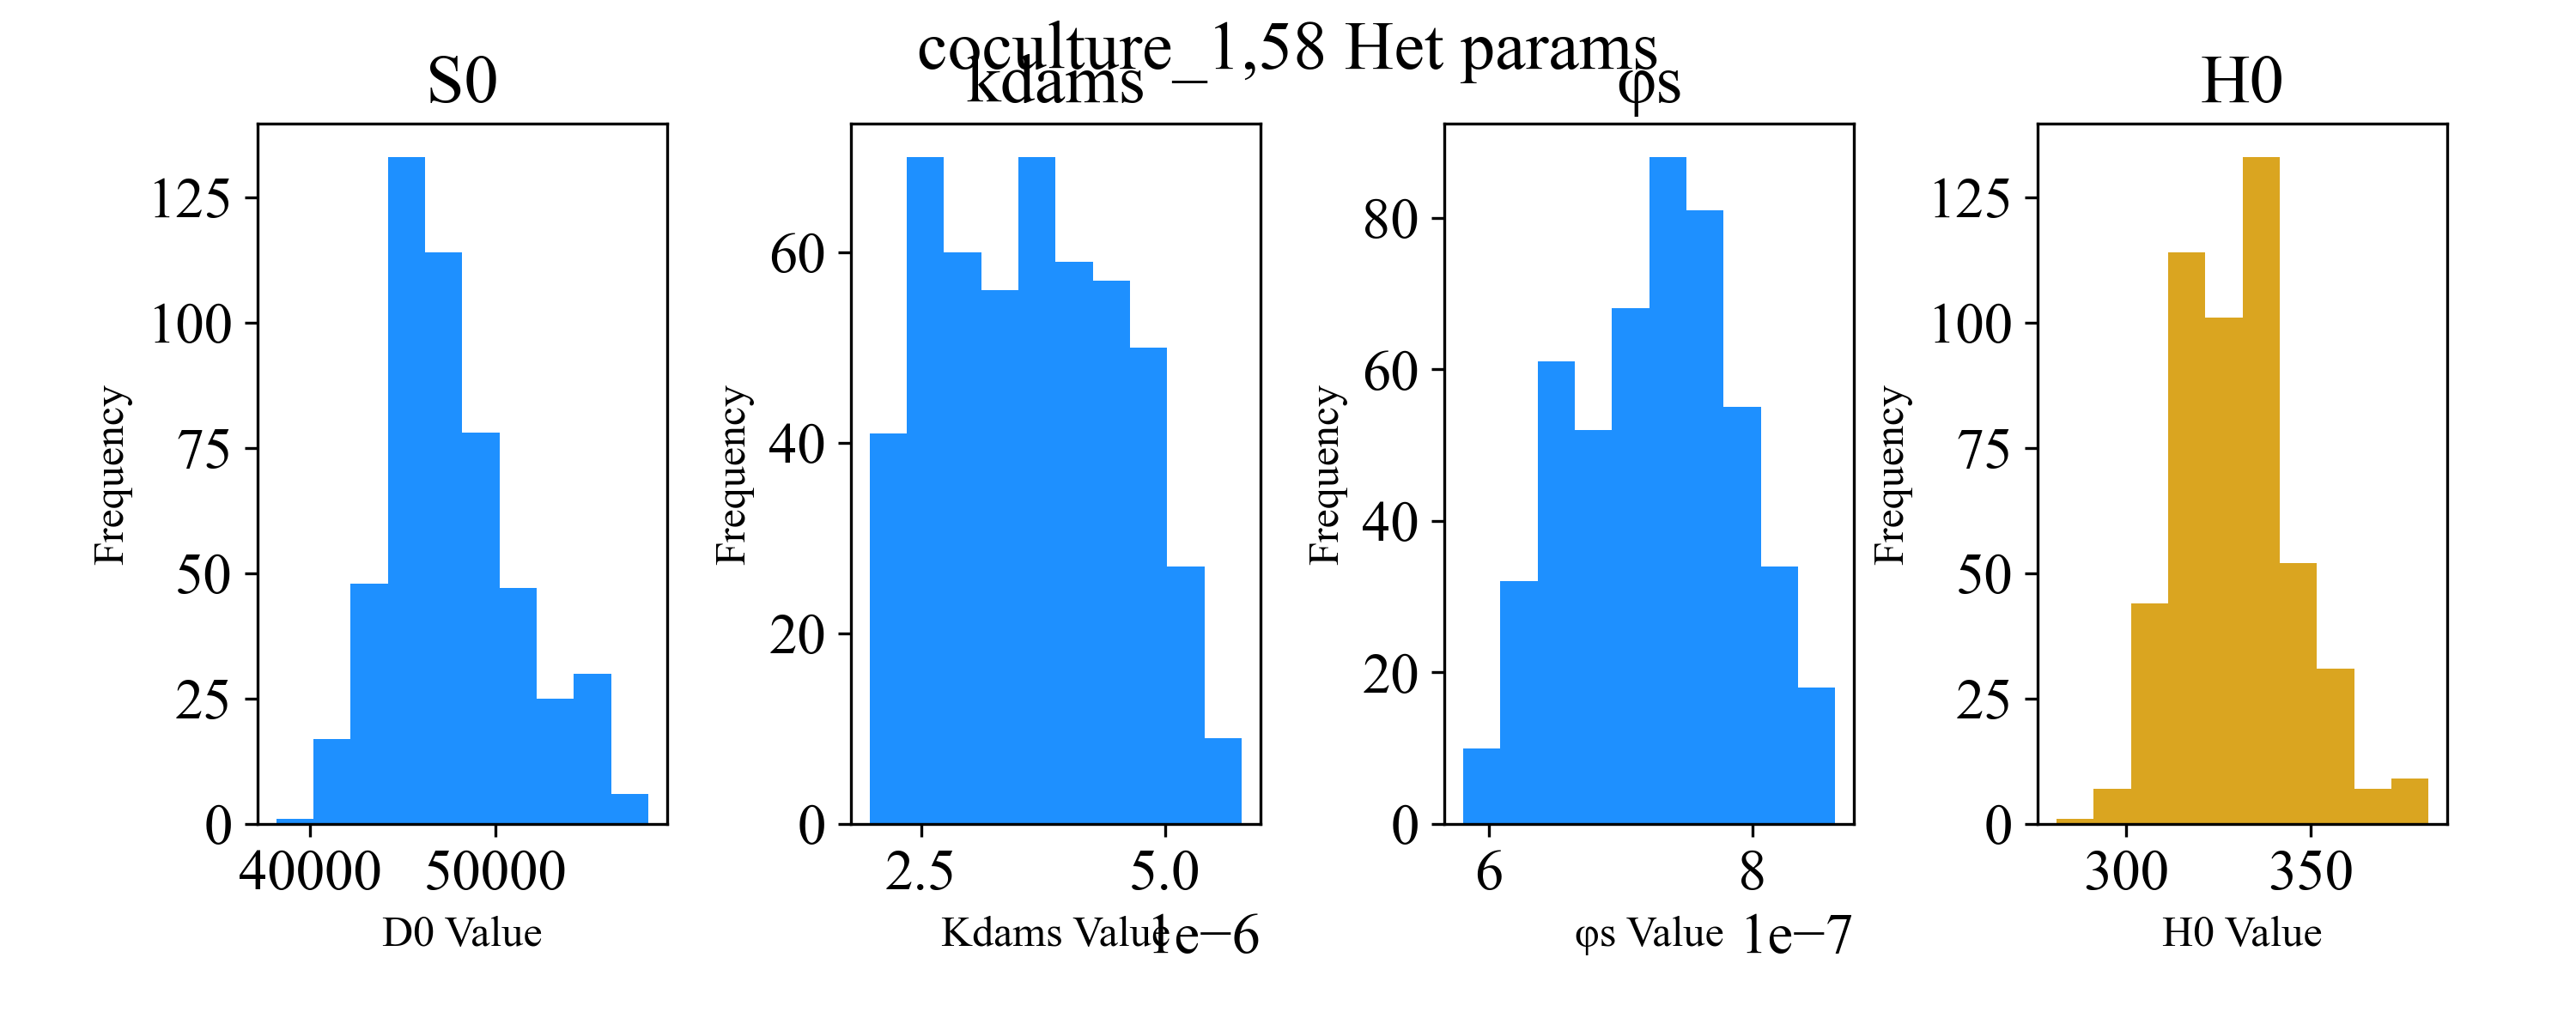 coculture_1,58 Het params
S0
125
100
75
50
25
0
Frequency
40000 50000
D0 Value
kdams
60
40
20
0
Frequency
2.5 5.0
Kdams Value
1e−6
φs
80
60
40
20
0
Frequency
6 8
φs Value
1e−7
H0
125
100
75
50
25
0
Frequency
300 350
H0 Value